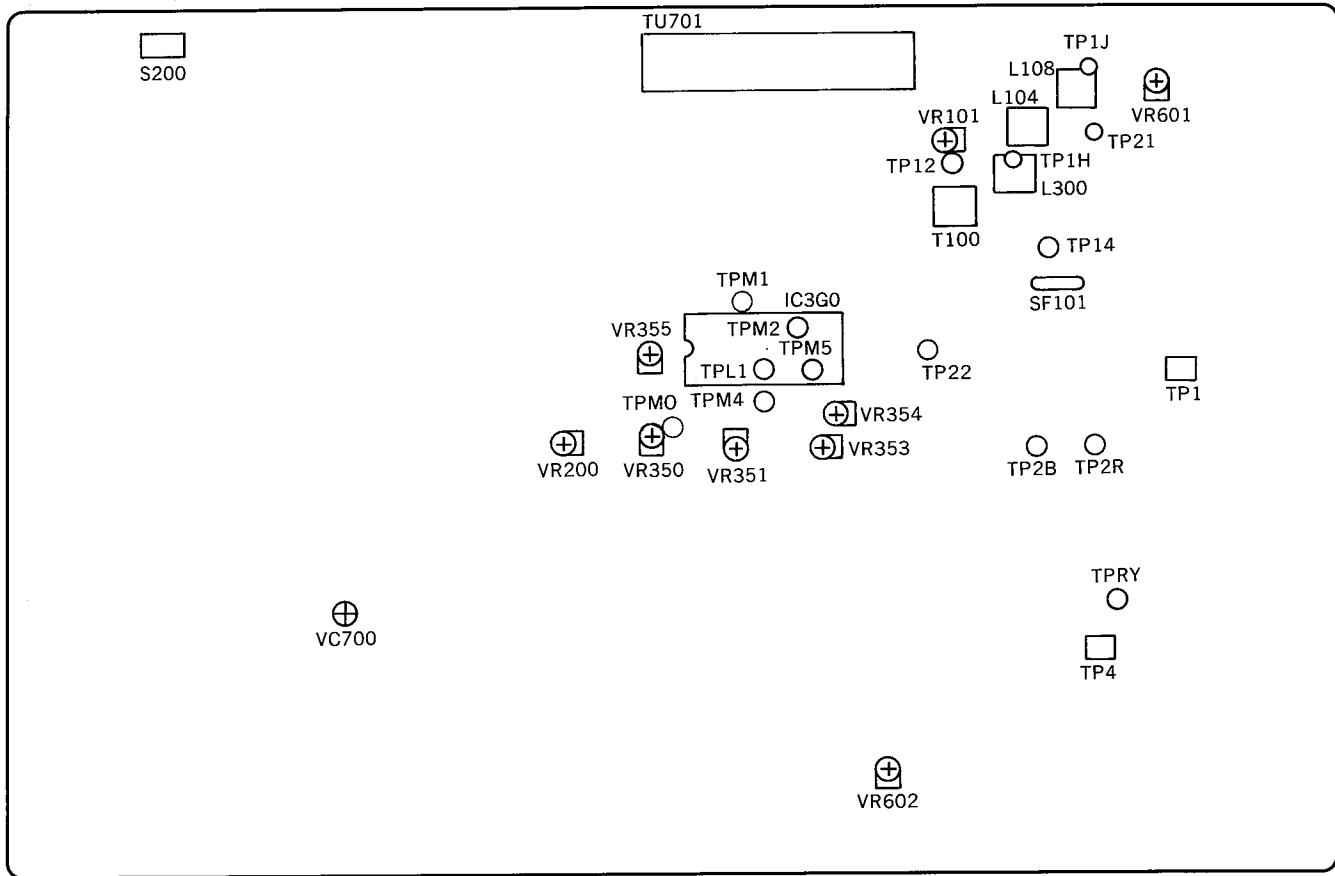 TU701
TP1J
S200
L108
L104
VR101
VR601
TP21
TP12
TP1H
L300
T100
TP14
TPM1
IC3G0
SF101
VR355
TPM2
TPM5
TPL1
TP22
TP1
TPM0
TPM4
VR354
VR353
VR200
VR350
VR351
TP2B
TP2R
TPRY
VC700
TP4
VR602